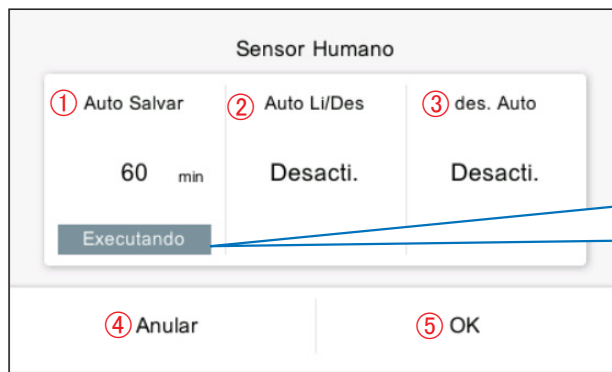 Sensor Humano
① Auto Salvar ② Auto Li/Des ③ des. Auto
60 min Desacti. Desacti.
Executando
④ Anular ⑤ OK